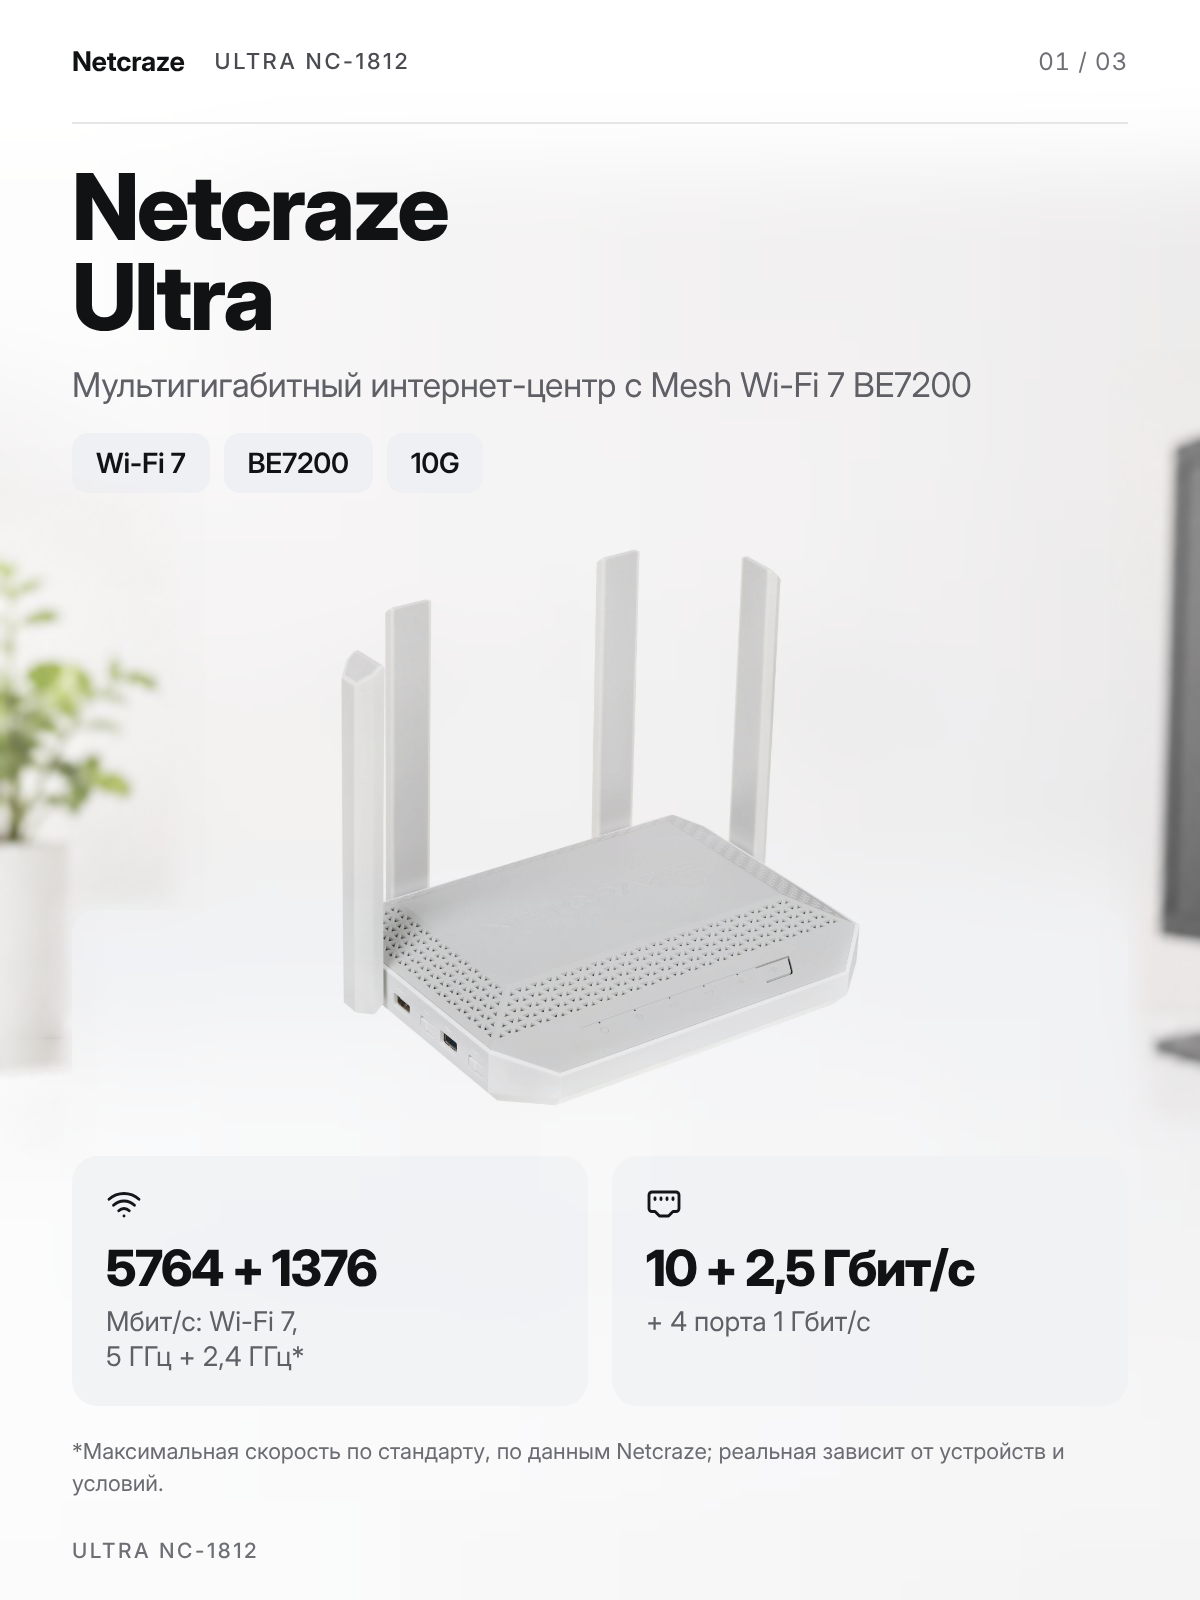 Netcraze ULTRA NC-1812 01 / 03
Netcraze
Ultra
Мультигигабитный интернет-центр с Mesh Wi-Fi 7 BE7200
Wi-Fi 7 BE7200 10G
5764 + 1376
Мбит/с: Wi-Fi 7,
5 ГГц + 2,4 ГГц*
10 + 2,5 Гбит/с
+ 4 порта 1 Гбит/с
*Максимальная скорость по стандарту, по данным Netcraze; реальная зависит от устройств и
условий.
ULTRA NC-1812